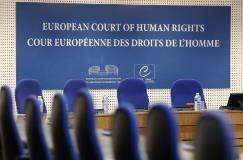 EUROPEAN COURT OF HUMAN RIGHTS
COUR EUROPÉENNE DES DROITS DE L'HOMME